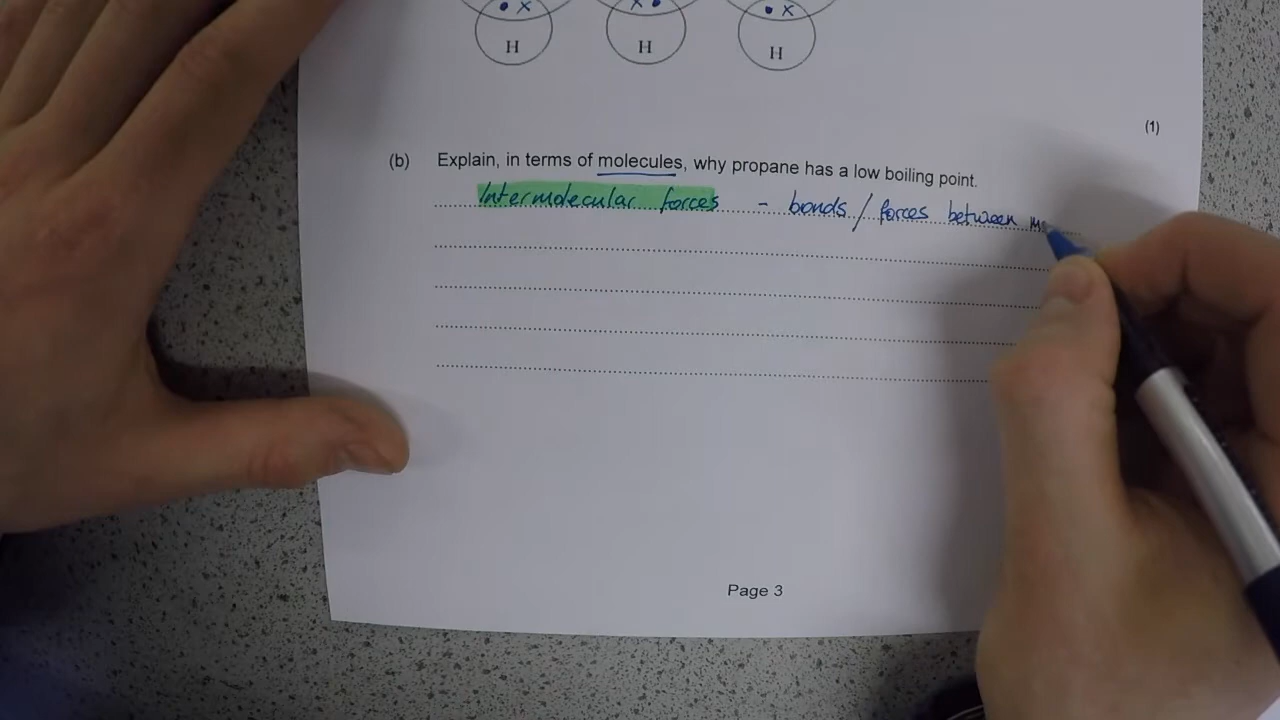 • x x • • x
H H H
(1)
(b) Explain, in terms of molecules, why propane has a low boiling point.
Intermolecular forces - bonds / forces between
Page 3